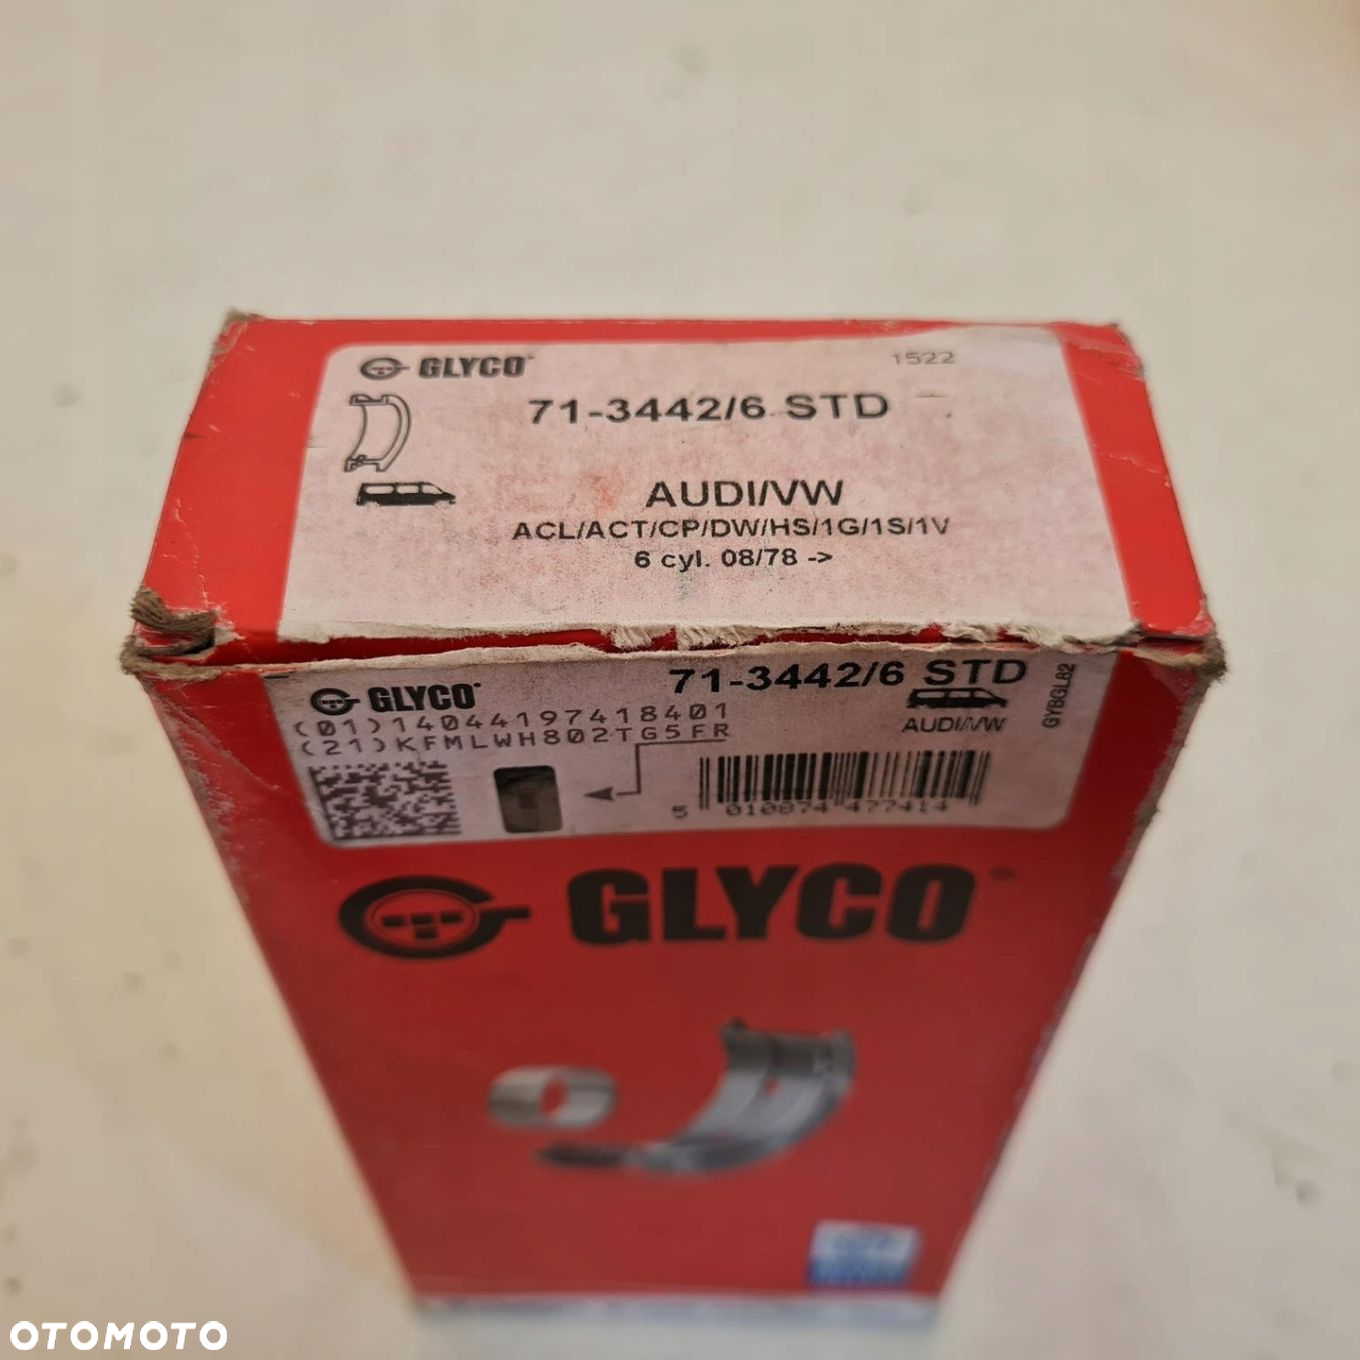 GLYCO
1522
71-3442/6 STD
AUDI/VW
ACL/ACT/CP/DW/HS/1G/1S/1V
6 cyl. 08/78 ->
GLYCO
71-3442/6 STD
(01)14044197418401
(21)KFMLWH802TG5FR
AUDI/VW
GYBGL82
5 010874 477414
GLYCO
OTOMOTO